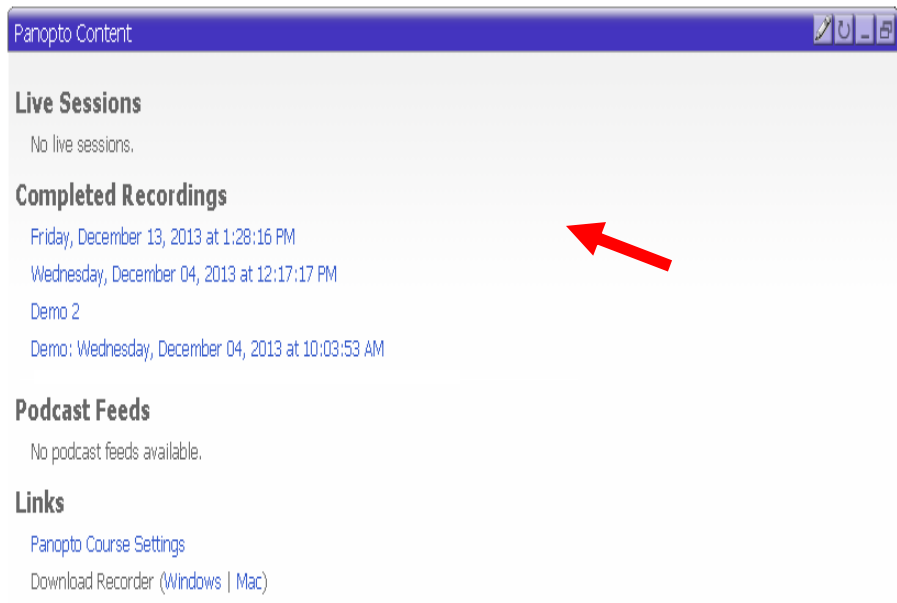 Panopto Content
Live Sessions
No live sessions.
Completed Recordings
Friday, December 13, 2013 at 1:28:16 PM
Wednesday, December 04, 2013 at 12:17:17 PM
Demo 2
Demo: Wednesday, December 04, 2013 at 10:03:53 AM
Podcast Feeds
No podcast feeds available.
Links
Panopto Course Settings
Download Recorder (Windows | Mac)